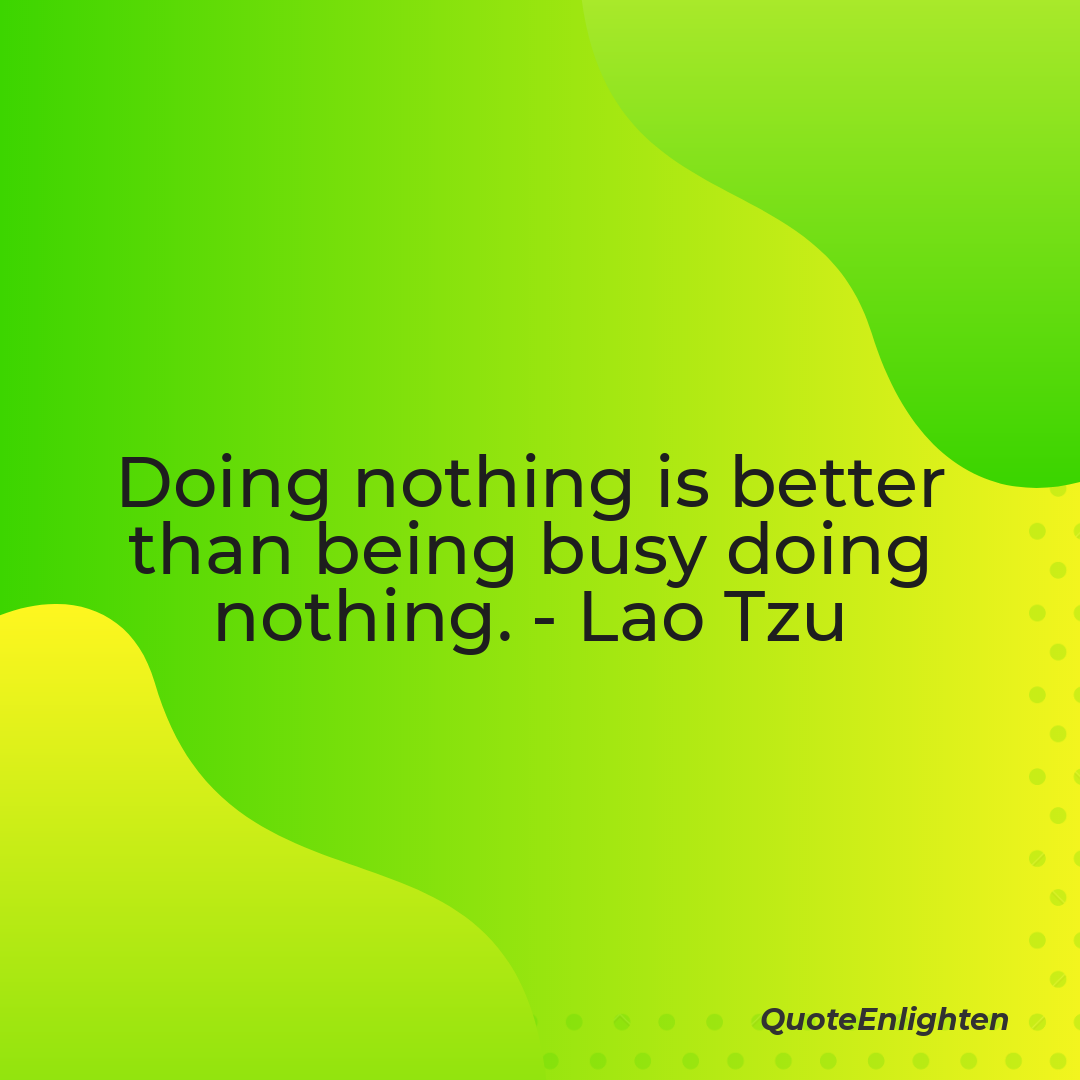 Doing nothing is better
than being busy doing
nothing. - Lao Tzu
QuoteEnlighten